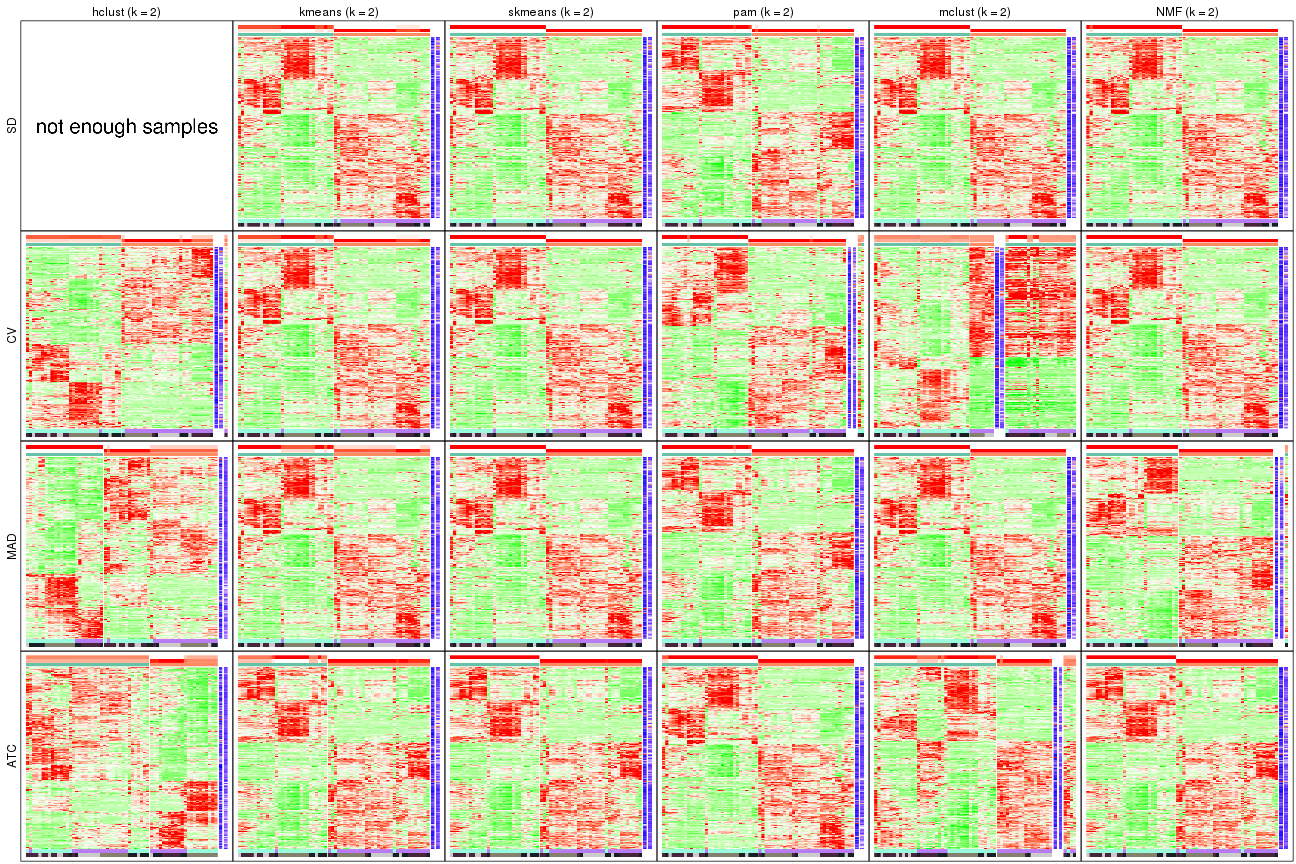 hclust (k = 2) kmeans (k = 2) skmeans (k = 2) pam (k = 2) mclust (k = 2) NMF (k = 2)
SD
not enough samples
CV
MAD
ATC